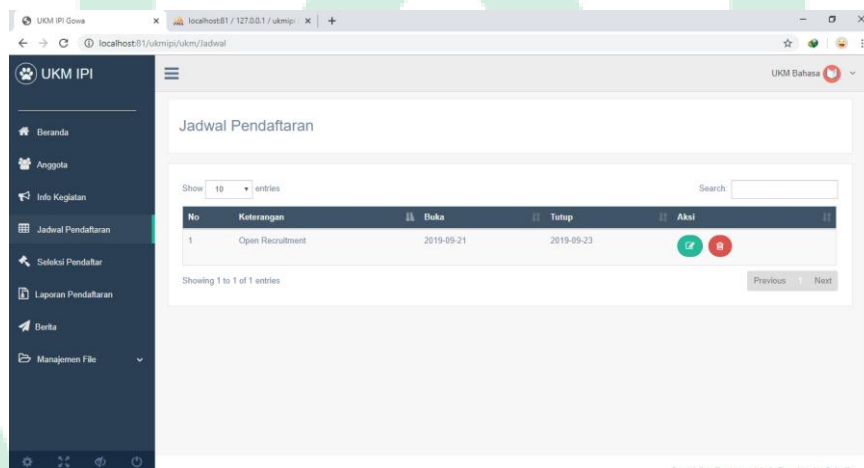 UKM IPI Gowa
localhost:81 / 127.0.0.1 / ukmipi
localhost:81/ukmipi/ukm/Jadwal
UKM IPI
UKM Bahasa
Beranda
Anggota
Info Kegiatan
Jadwal Pendaftaran
Seleksi Pendaftar
Laporan Pendaftaran
Berita
Manajemen File
Jadwal Pendaftaran
Show 10 entries
Search:
No Keterangan Buka Tutup Aksi
1 Open Recruitment 2019-09-21 2019-09-23
Showing 1 to 1 of 1 entries
Previous 1 Next